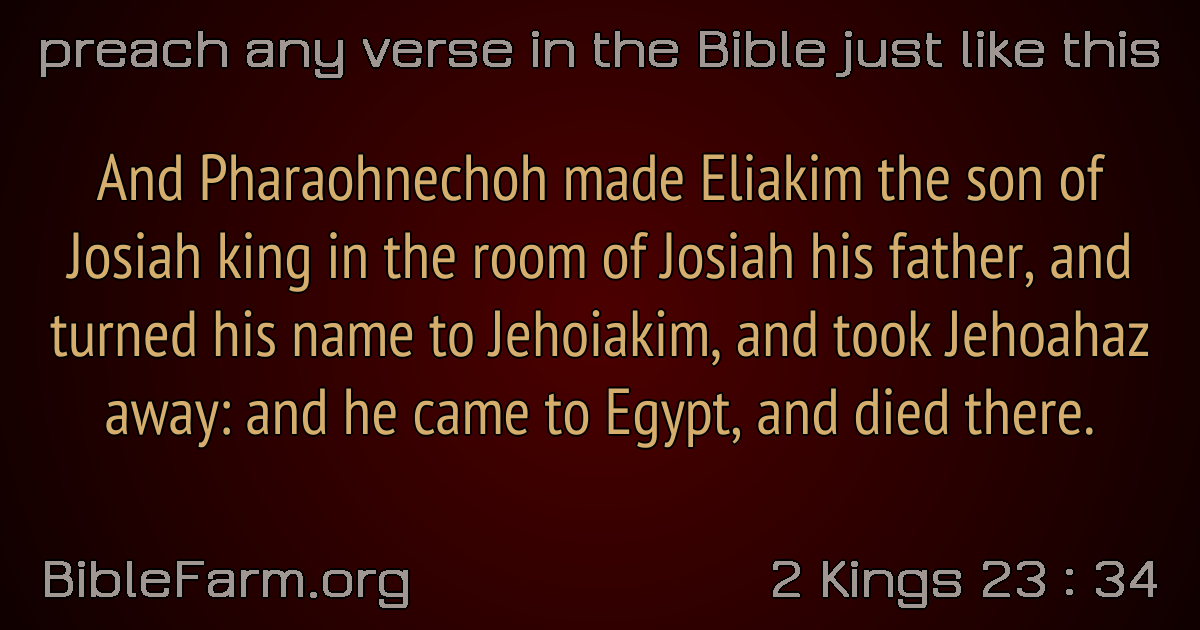 preach any verse in the Bible just like this
And Pharaohnechoh made Eliakim the son of
Josiah king in the room of Josiah his father, and
turned his name to Jehoiakim, and took Jehoahaz
away: and he came to Egypt, and died there.
BibleFarm.org
2 Kings 23 : 34